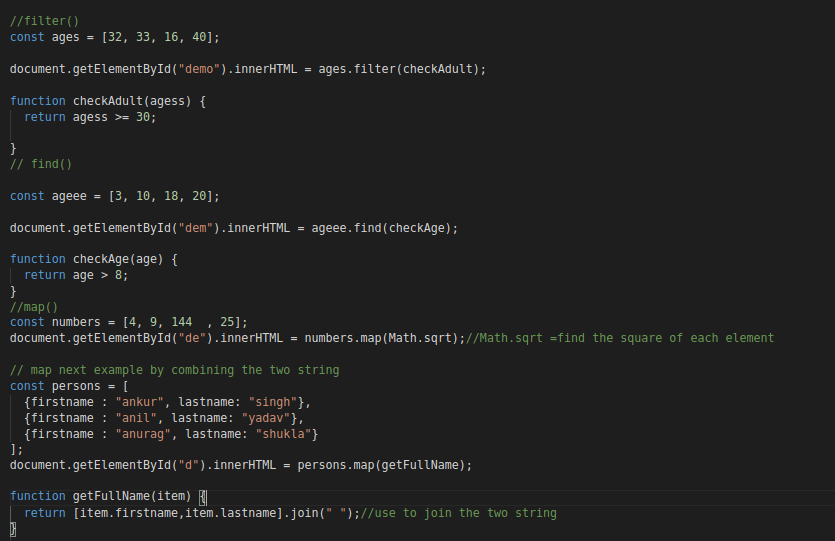 //filter()
const ages = [32, 33, 16, 40];
document.getElementById("demo").innerHTML = ages.filter(checkAdult);
function checkAdult(agess) {
return agess >= 30;
}
// find()
const ageee = [3, 10, 18, 20];
document.getElementById("dem").innerHTML = ageee.find(checkAge);
function checkAge(age) {
return age > 8;
}
//map()
const numbers = [4, 9, 144  , 25];
document.getElementById("de").innerHTML = numbers.map(Math.sqrt);//Math.sqrt =find the square of each element
// map next example by combining the two string
const persons = [
{firstname : "ankur", lastname: "singh"},
{firstname : "anil", lastname: "yadav"},
{firstname : "anurag", lastname: "shukla"}
];
document.getElementById("d").innerHTML = persons.map(getFullName);
function getFullName(item) {
return [item.firstname,item.lastname].join(" ");//use to join the two string
}